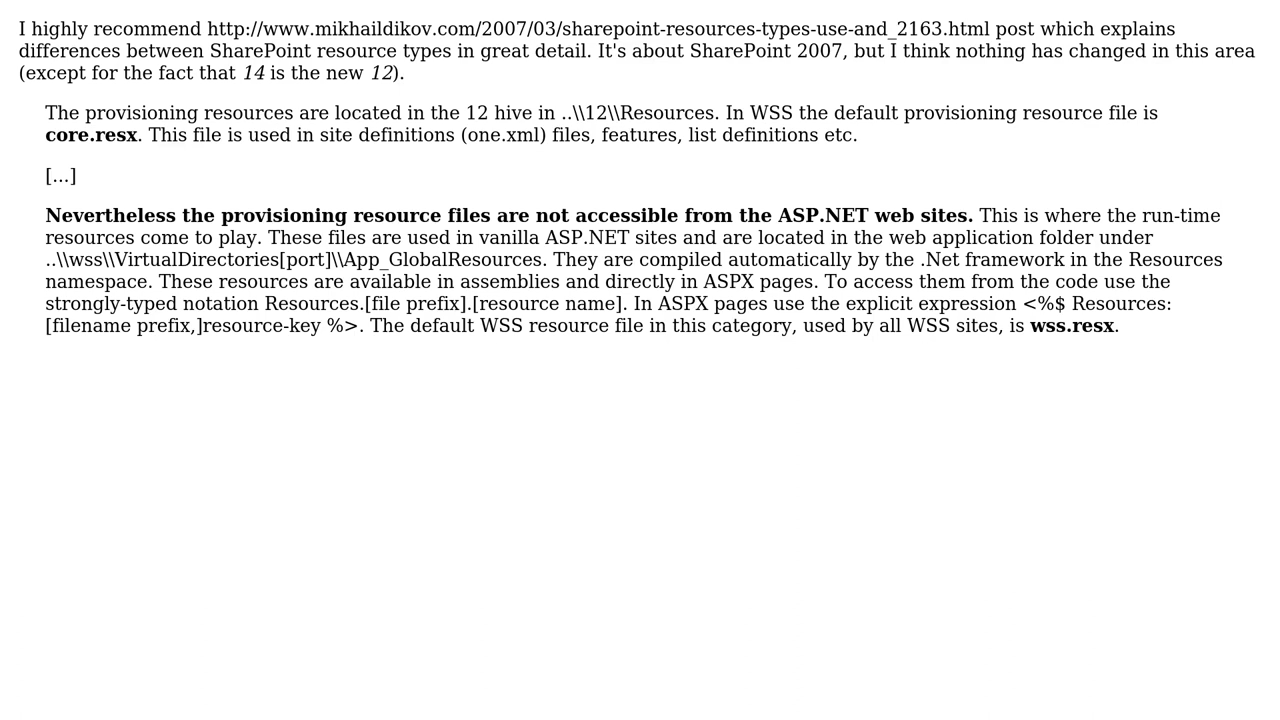 I highly recommend http://www.mikhaildikov.com/2007/03/sharepoint-resources-types-use-and_2163.html post which explains
differences between SharePoint resource types in great detail. It's about SharePoint 2007, but I think nothing has changed in this area
(except for the fact that 14 is the new 12).
The provisioning resources are located in the 12 hive in ..\\12\\Resources. In WSS the default provisioning resource file is
core.resx. This file is used in site definitions (one.xml) files, features, list definitions etc.
[...]
Nevertheless the provisioning resource files are not accessible from the ASP.NET web sites. This is where the run-time
resources come to play. These files are used in vanilla ASP.NET sites and are located in the web application folder under
..\\wss\\VirtualDirectories[port]\\App_GlobalResources. They are compiled automatically by the .Net framework in the Resources
namespace. These resources are available in assemblies and directly in ASPX pages. To access them from the code use the
strongly-typed notation Resources.[file prefix].[resource name]. In ASPX pages use the explicit expression <%$ Resources:
[filename prefix,]resource-key %>. The default WSS resource file in this category, used by all WSS sites, is wss.resx.